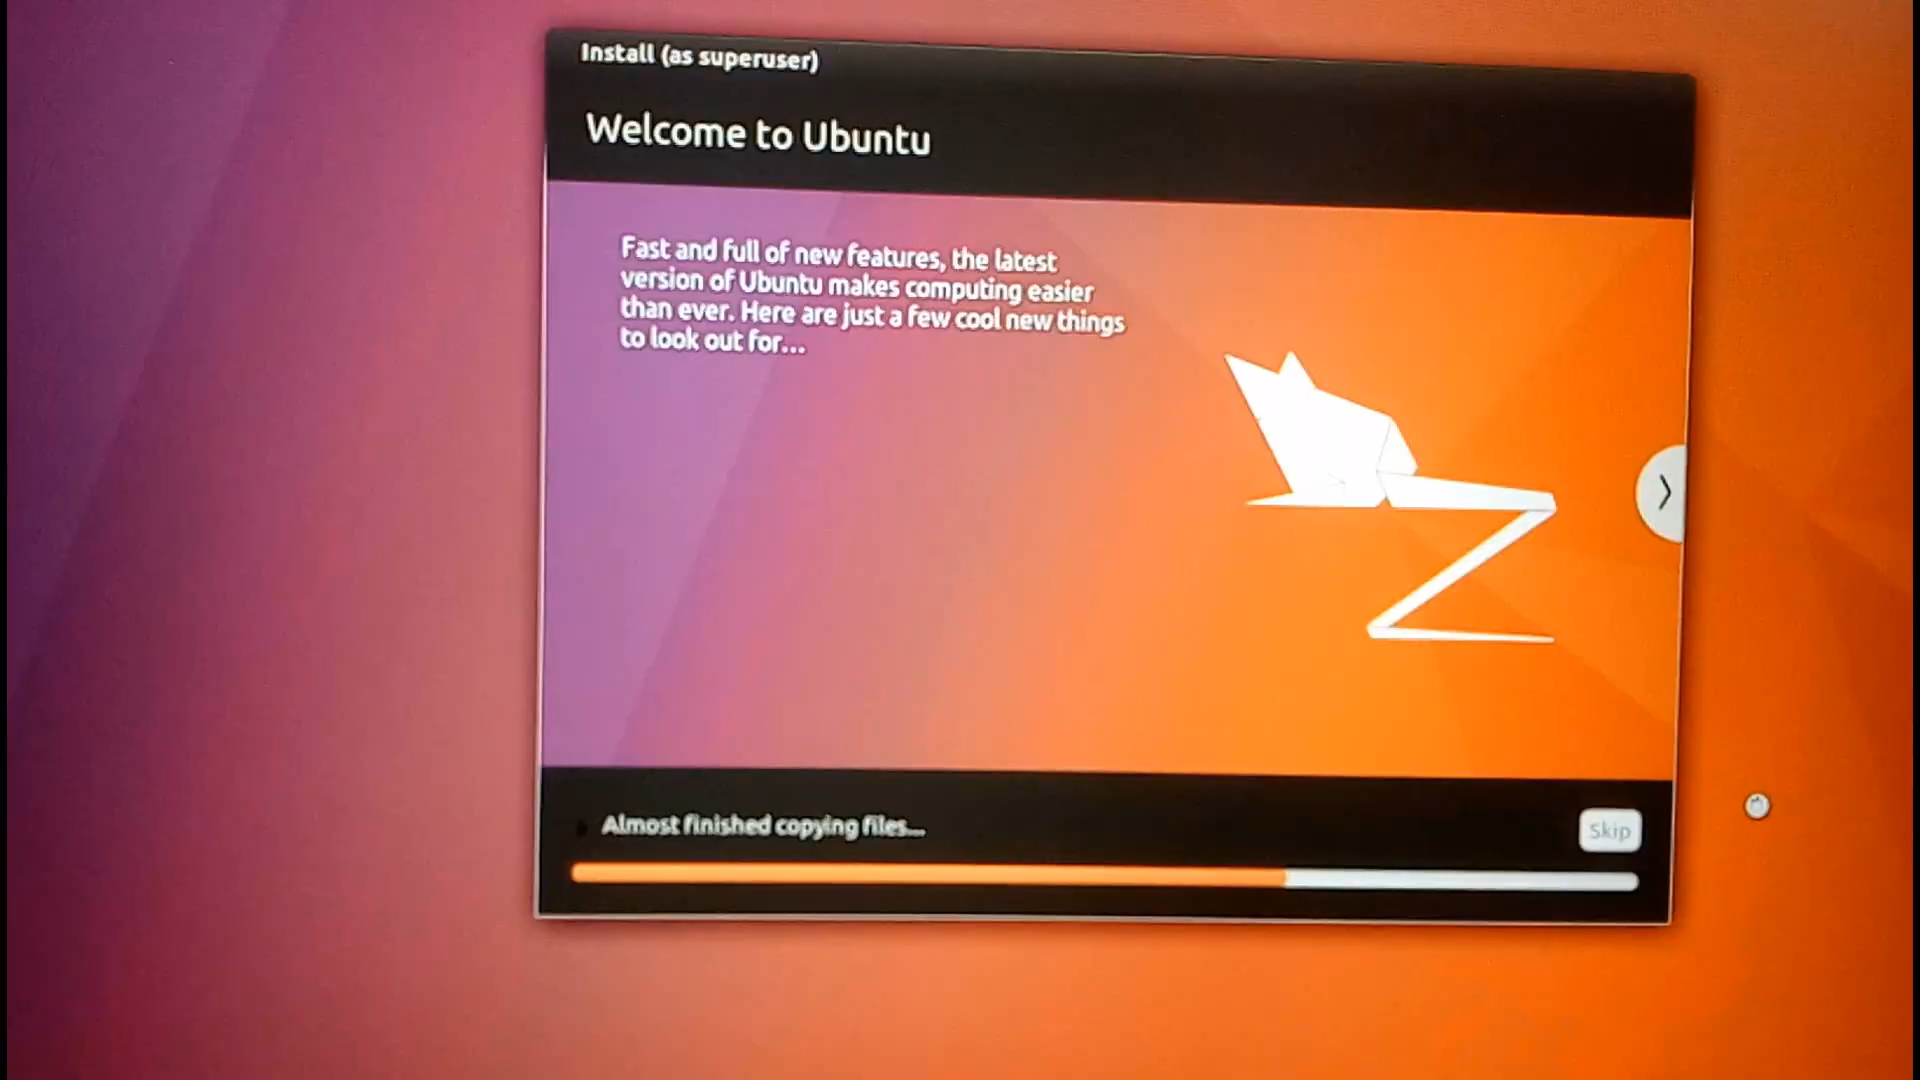 Install (as superuser)
Welcome to Ubuntu
Fast and full of new features, the latest
version of Ubuntu makes computing easier
than ever. Here are just a few cool new things
to look out for...
Almost finished copying files...
Skip